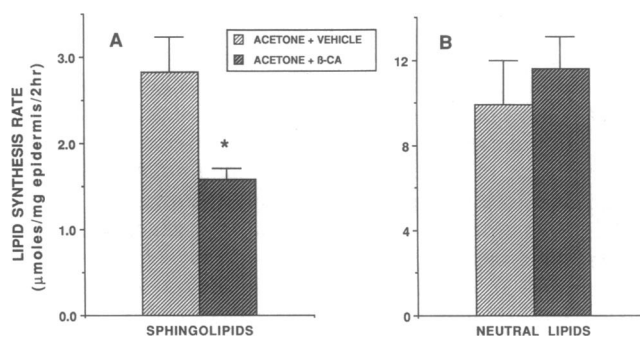 A
ACETONE + VEHICLE
ACETONE + ß-CA
B
LIPID SYNTHESIS RATE
(µmoles/mg epidermis/2hr)
3.0
2.0
1.0
0.0
*
12
8
4
0
SPHINGOLIPIDS
NEUTRAL LIPIDS